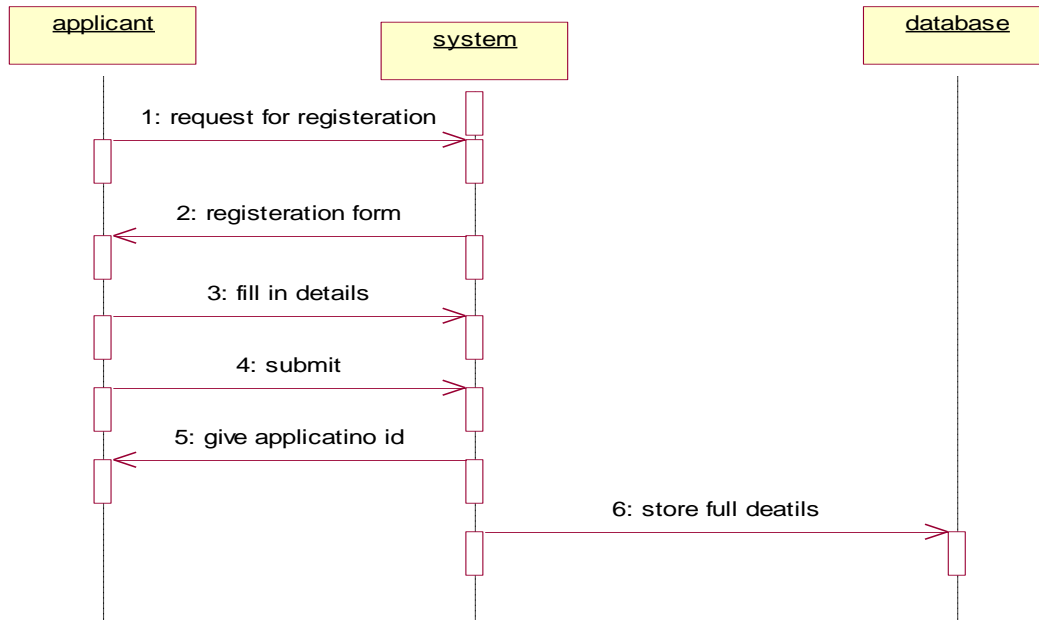 applicant
system
database
1: request for registeration
2: registeration form
3: fill in details
4: submit
5: give applicatino id
6: store full deatils